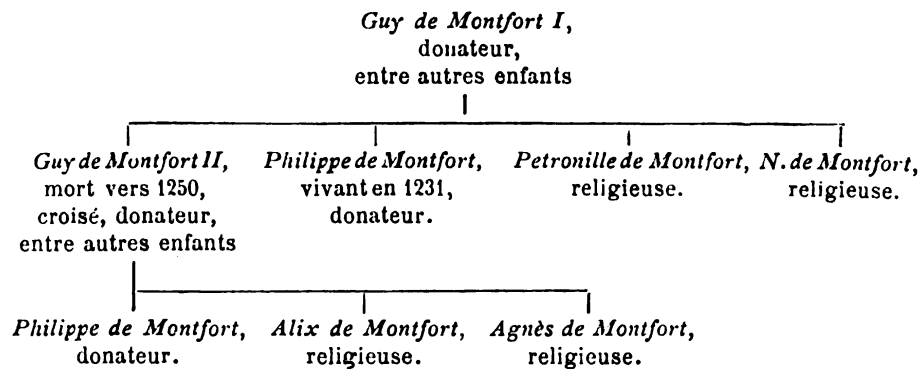 Guy de Montfort I,
donateur,
entre autres enfants
Guy de Montfort II,
mort vers 1250,
croisé, donateur,
entre autres enfants
Philippe de Montfort,
vivant en 1231,
donateur.
Petronille de Montfort,
religieuse.
N. de Montfort,
religieuse.
Philippe de Montfort,
donateur.
Alix de Montfort,
religieuse.
Agnès de Montfort,
religieuse.